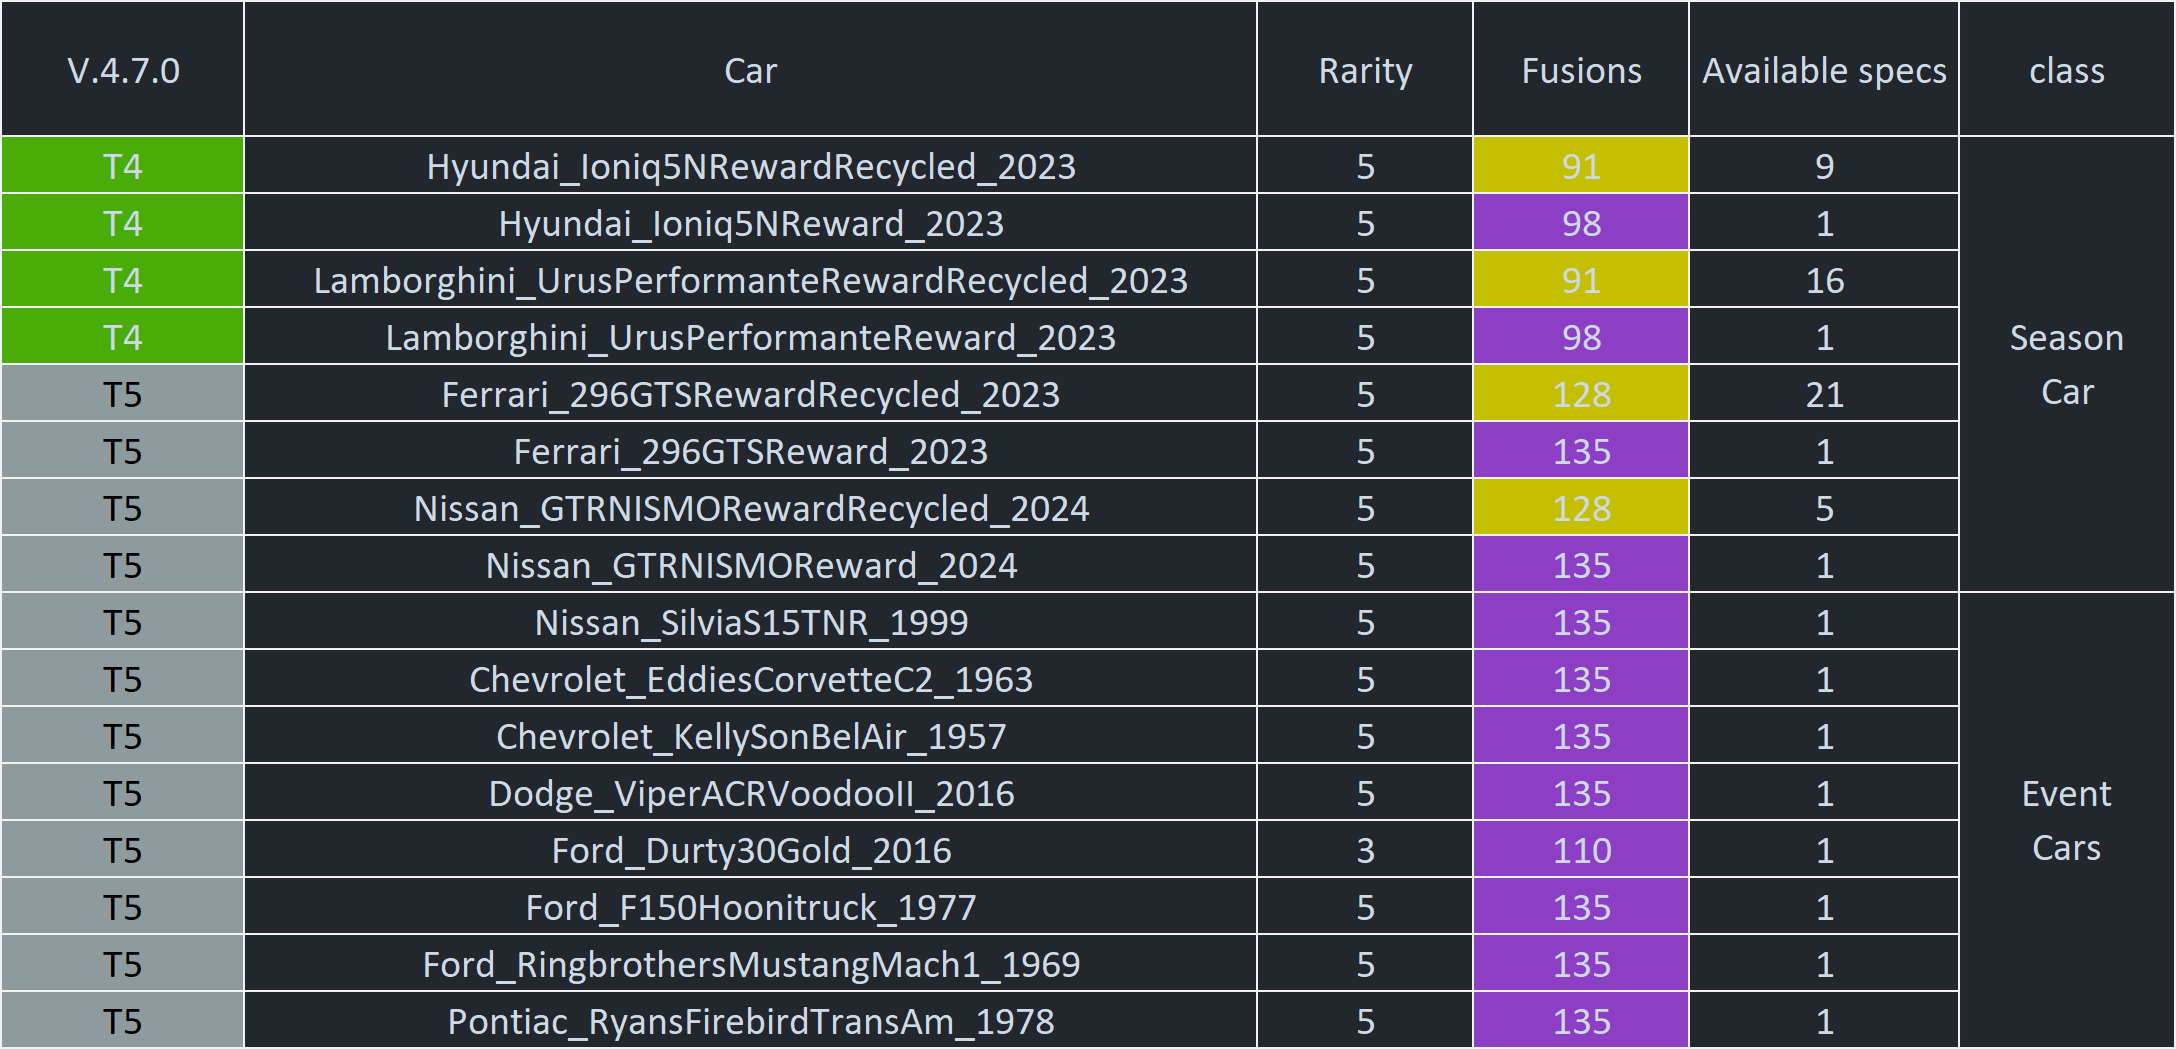 V.4.7.0 Car Rarity Fusions Available specs class
T4 Hyundai_Ioniq5NRewardRecycled_2023 5 91 9
T4 Hyundai_Ioniq5NReward_2023 5 98 1
T4 Lamborghini_UrusPerformanteRewardRecycled_2023 5 91 16
T4 Lamborghini_UrusPerformanteReward_2023 5 98 1
Season
Car
T5 Ferrari_296GTSRewardRecycled_2023 5 128 21
T5 Ferrari_296GTSReward_2023 5 135 1
T5 Nissan_GTRNISMORewardRecycled_2024 5 128 5
T5 Nissan_GTRNISMOReward_2024 5 135 1
T5 Nissan_SilviaS15TNR_1999 5 135 1
T5 Chevrolet_EddiesCorvetteC2_1963 5 135 1
T5 Chevrolet_KellySonBelAir_1957 5 135 1
T5 Dodge_ViperACRVoodooII_2016 5 135 1
Event
Cars
T5 Ford_Durty30Gold_2016 3 110 1
T5 Ford_F150Hoonitruck_1977 5 135 1
T5 Ford_RingbrothersMustangMach1_1969 5 135 1
T5 Pontiac_RyansFirebirdTransAm_1978 5 135 1